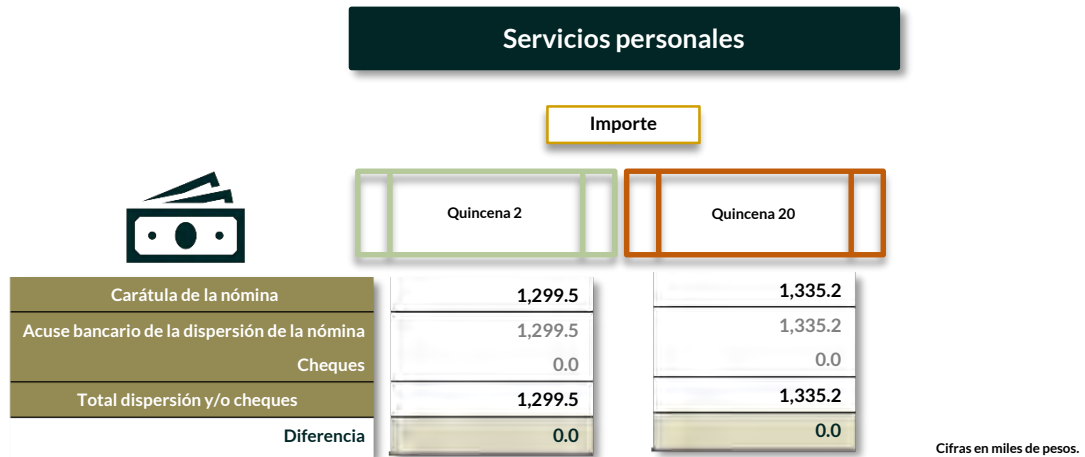 Servicios personales
Importe
Quincena 2 Quincena 20
Carátula de la nómina 1,299.5 1,335.2
Acuse bancario de la dispersión de la nómina 1,299.5 1,335.2
Cheques 0.0 0.0
Total dispersión y/o cheques 1,299.5 1,335.2
Diferencia 0.0 0.0
Cifras en miles de pesos.